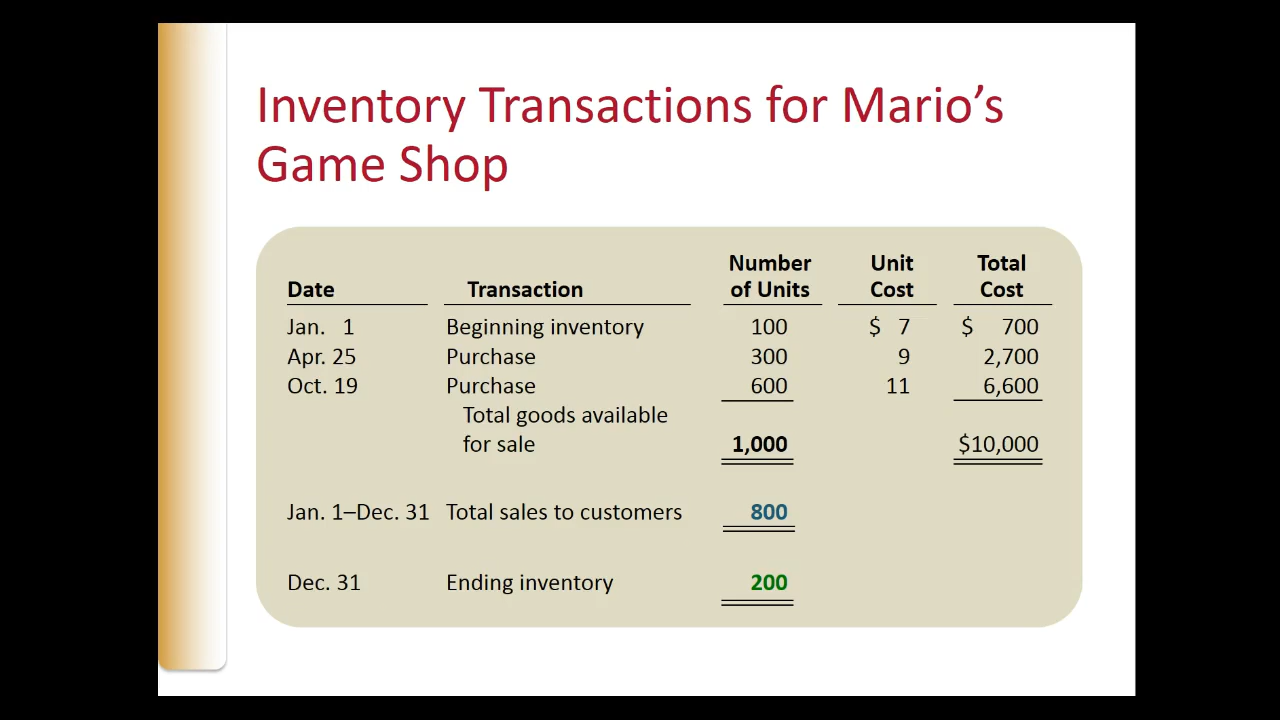 Inventory Transactions for Mario’s
Game Shop
Number Unit Total
Date Transaction of Units Cost Cost
Jan. 1 Beginning inventory 100 $ 7 $ 700
Apr. 25 Purchase 300 9 2,700
Oct. 19 Purchase 600 11 6,600
Total goods available
for sale 1,000 $10,000
Jan. 1–Dec. 31 Total sales to customers 800
Dec. 31 Ending inventory 200